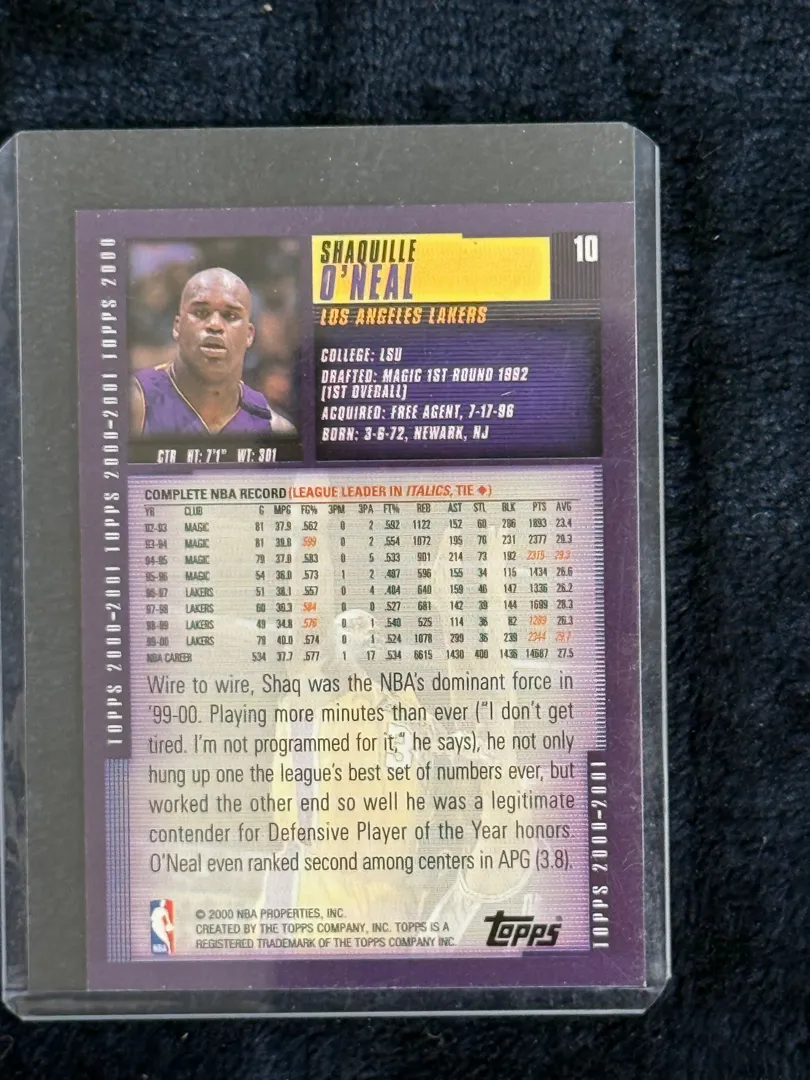 SHAQUILLE
O'NEAL
10
LOS ANGELES LAKERS
COLLEGE: LSU
DRAFTED: MAGIC 1ST ROUND 1992
(1ST OVERALL)
ACQUIRED: FREE AGENT, 7-17-96
BORN: 3-6-72, NEWARK, NJ
CTR HT: 7'1" WT: 301
TOPPS 2000-2001 TOPPS 2000-2001 TOPPS 2000
COMPLETE NBA RECORD (LEAGUE LEADER IN ITALICS, TIE ◆)
YR CLUB G MPG FG% 3PM 3PA FT% REB AST STL BLK PTS AVG
92-93 MAGIC 81 37.9 .562 0 2 .592 1122 152 60 286 1893 23.4
93-94 MAGIC 81 39.8 .599 0 2 .554 1072 195 76 231 2377 29.3
94-95 MAGIC 79 37.0 .583 0 5 .533 901 214 73 192 2315 29.3
95-96 MAGIC 54 36.0 .573 1 2 .487 596 155 34 115 1434 26.6
96-97 LAKERS 51 38.1 .557 0 4 .484 640 159 46 147 1336 26.2
97-98 LAKERS 60 36.3 .584 0 0 .527 681 142 39 144 1699 28.3
98-99 LAKERS 49 34.8 .576 0 1 .540 525 114 36 82 1289 26.3
99-00 LAKERS 79 40.0 .574 0 1 .524 1078 299 36 239 2344 29.7
NBA CAREER 534 37.7 .577 1 17 .534 6615 1430 400 1436 14687 27.5
Wire to wire, Shaq was the NBA's dominant force in
'99-00. Playing more minutes than ever ("I don't get
tired. I'm not programmed for it," he says), he not only
hung up one the league's best set of numbers ever, but
worked the other end so well he was a legitimate
contender for Defensive Player of the Year honors.
O'Neal even ranked second among centers in APG (3.8).
TOPPS 2000-2001
NBA
© 2000 NBA PROPERTIES, INC.
CREATED BY THE TOPPS COMPANY, INC. TOPPS IS A
REGISTERED TRADEMARK OF THE TOPPS COMPANY INC.
Topps®